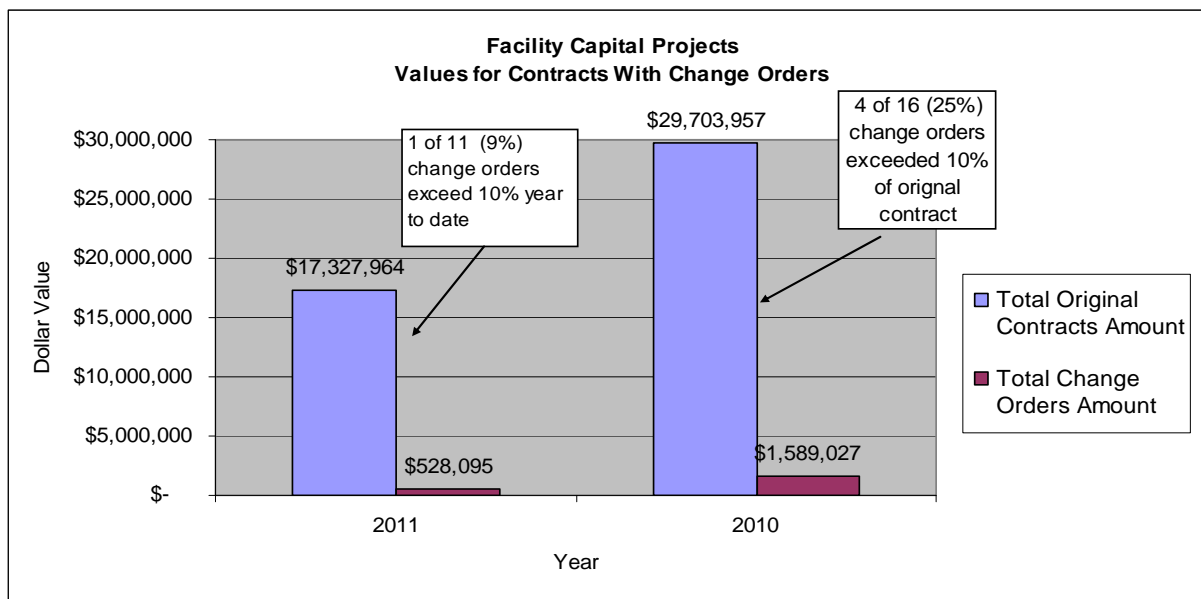 Facility Capital Projects
Values for Contracts With Change Orders
$30,000,000
$25,000,000
$20,000,000
$15,000,000
$10,000,000
$5,000,000
$-
Dollar Value
1 of 11 (9%)
change orders
exceed 10% year
to date
4 of 16 (25%)
change orders
exceeded 10%
of orignal
contract
$17,327,964
$528,095
$29,703,957
$1,589,027
2011
2010
Year
Total Original
Contracts Amount
Total Change
Orders Amount